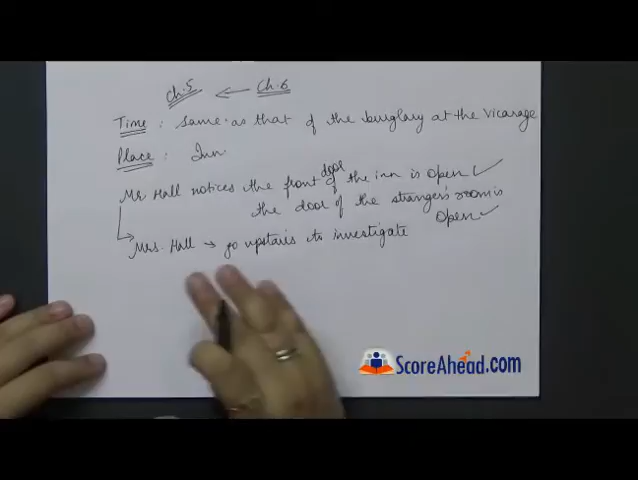 Ch.5 ← Ch.6
Time : same as that of the burglary at the Vicarage
Place : Inn.
Mr Hall notices the front door of the inn is open ✓
the door of the stranger's room is
open ✓
Mrs. Hall → go upstairs to investigate
ScoreAhead.com